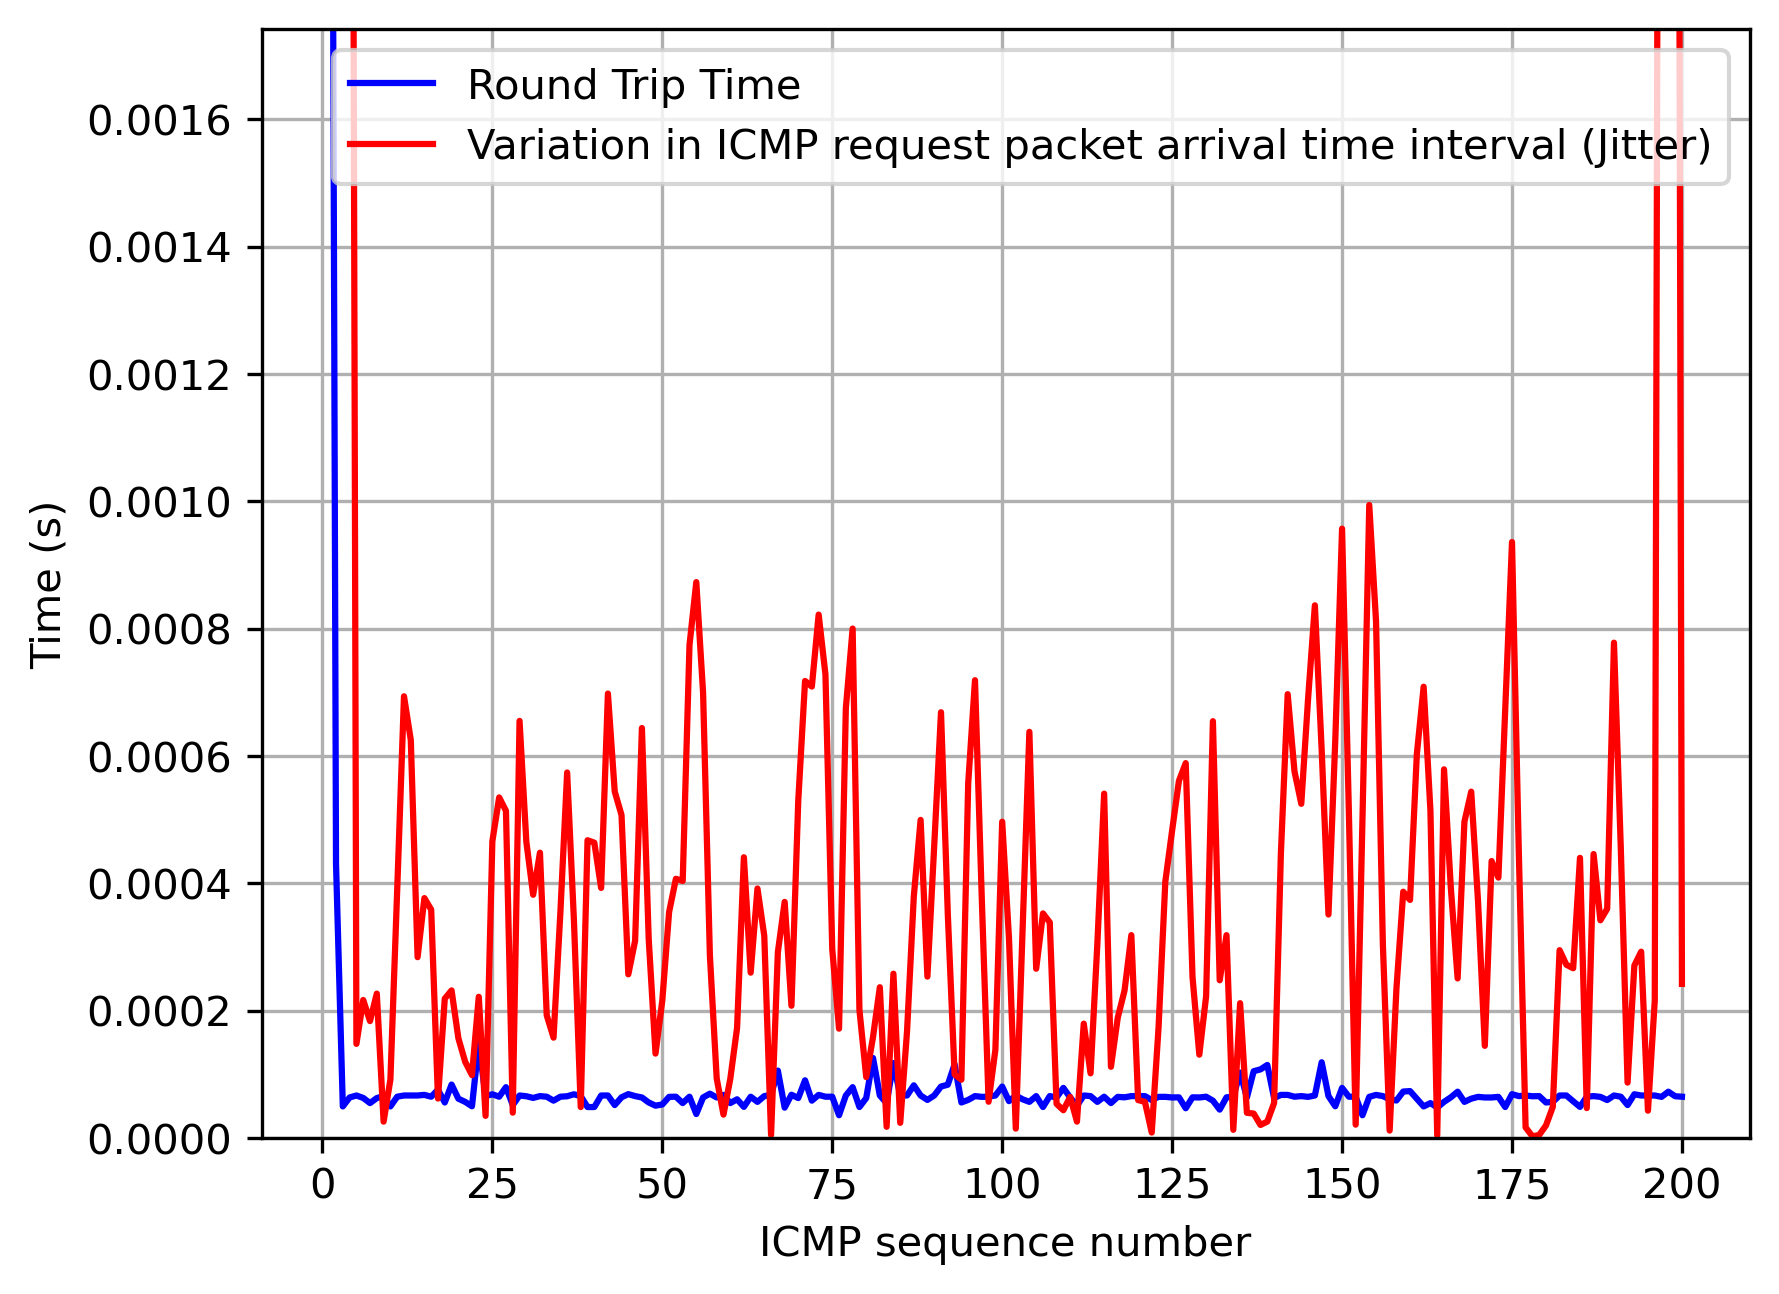 Round Trip Time
Variation in ICMP request packet arrival time interval (Jitter)
0.0016
0.0014
0.0012
0.0010
0.0008
0.0006
0.0004
0.0002
0.0000
Time (s)
0 25 50 75 100 125 150 175 200
ICMP sequence number